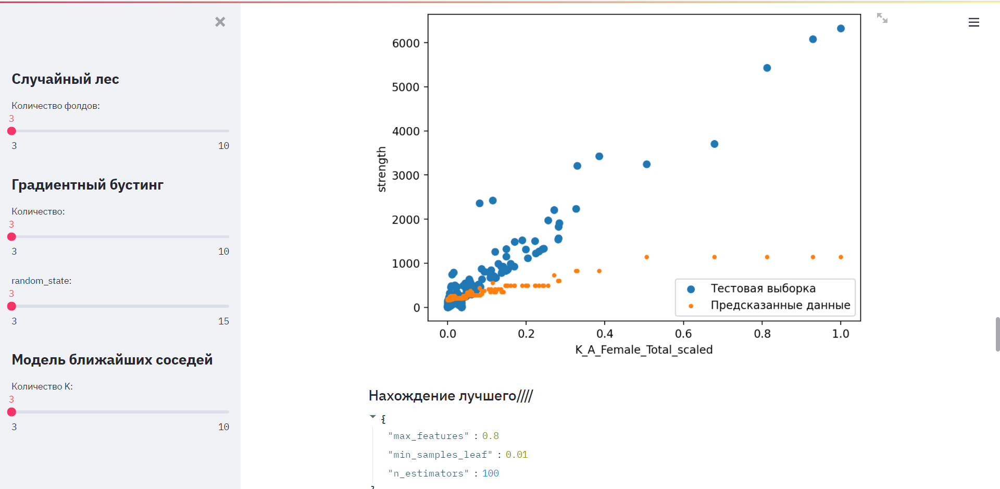 Случайный лес
Количество фолдов:
3
3 10
Градиентный бустинг
Количество:
3
3 10
random_state:
3
3 15
Модель ближайших соседей
Количество K:
3
3 10
6000
5000
4000
3000
2000
1000
0
strength
0.0 0.2 0.4 0.6 0.8 1.0
K_A_Female_Total_scaled
Тестовая выборка
Предсказанные данные
Нахождение лучшего////
{
"max_features" : 0.8
"min_samples_leaf" : 0.01
"n_estimators" : 100
}